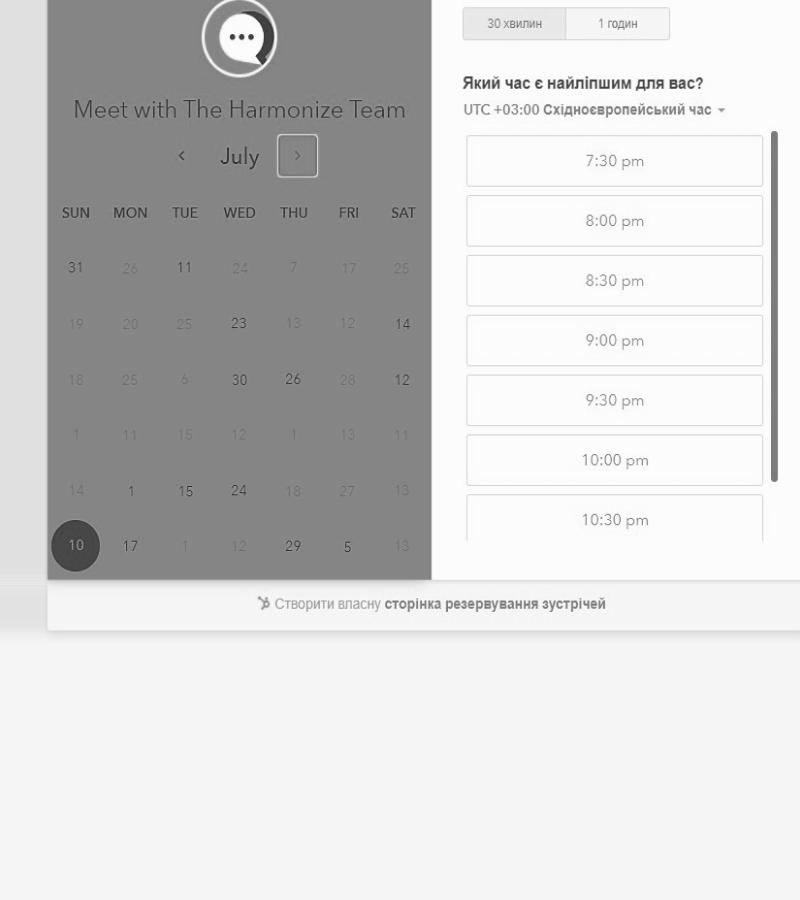 30 хвилин 1 годин
Який час є найліпшим для вас?
UTC +03:00 Східноєвропейський час
7:30 pm
8:00 pm
8:30 pm
9:00 pm
9:30 pm
10:00 pm
10:30 pm
Meet with The Harmonize Team
July
SUN MON TUE WED THU FRI SAT
31 26 11 24 7 17 25
19 20 25 23 13 12 14
18 25 6 30 26 28 12
1 11 15 12 1 13 11
14 1 15 24 18 27 13
10 17 1 12 29 5 13
Створити власну сторінка резервування зустрічей